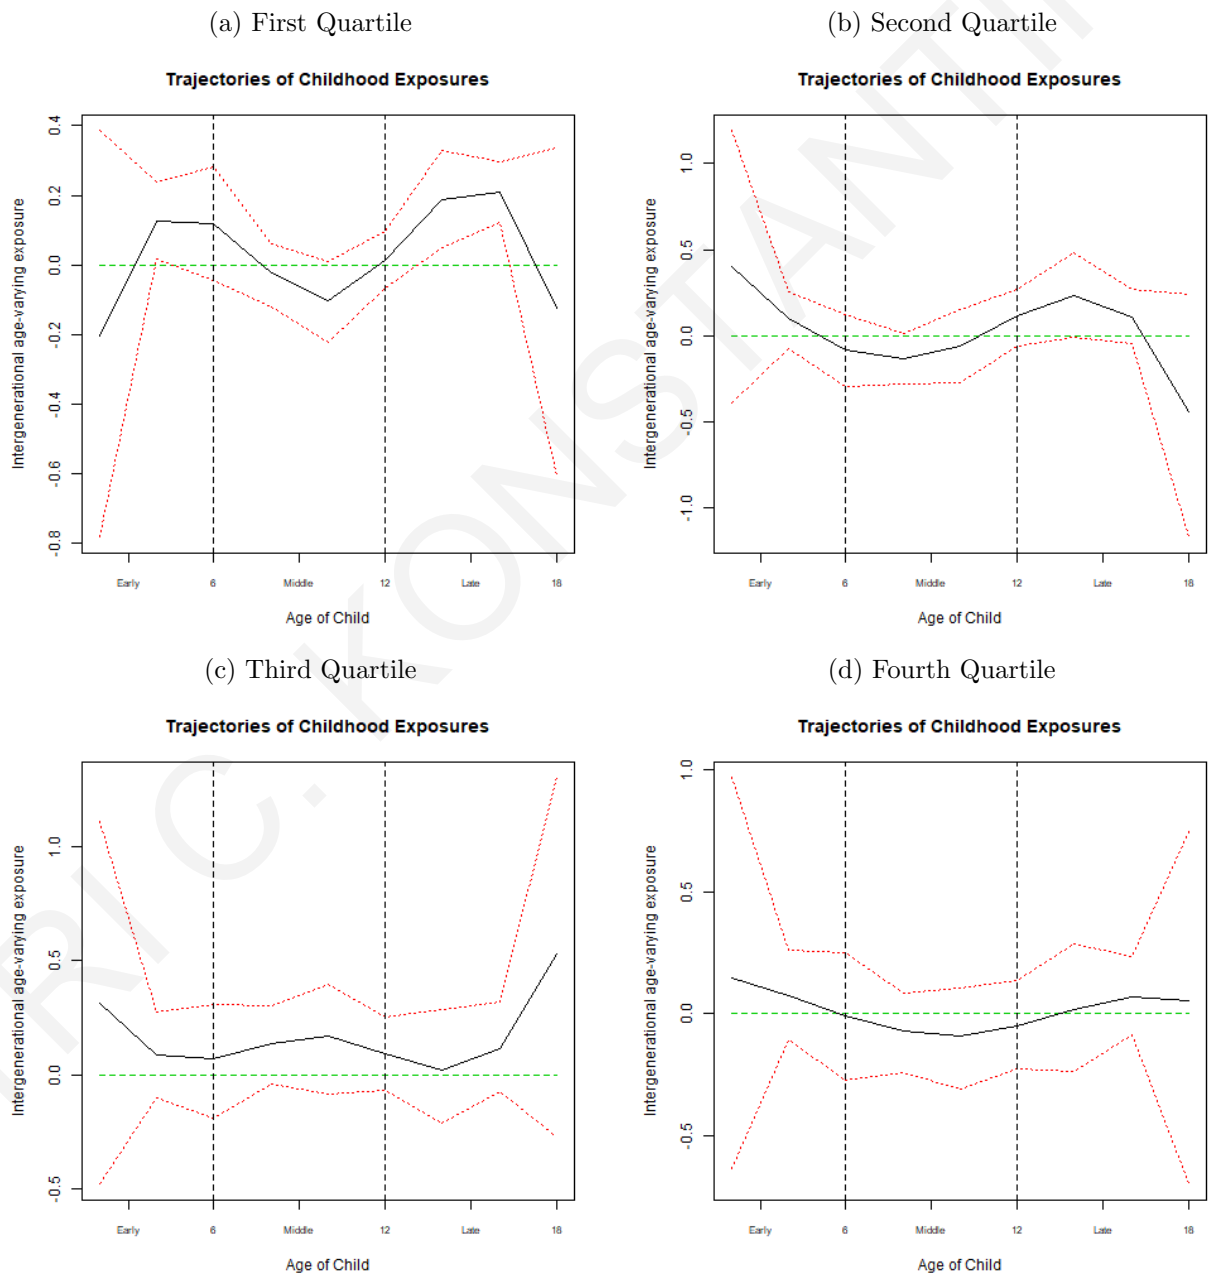 (a) First Quartile
Trajectories of Childhood Exposures
Intergenerational age-varying exposure
0.4
0.2
0.0
-0.2
-0.4
-0.6
-0.8
Early 6 Middle 12 Late 18
Age of Child
(b) Second Quartile
Trajectories of Childhood Exposures
Intergenerational age-varying exposure
1.0
0.5
0.0
-0.5
-1.0
Early 6 Middle 12 Late 18
Age of Child
(c) Third Quartile
Trajectories of Childhood Exposures
Intergenerational age-varying exposure
1.0
0.5
0.0
-0.5
Early 6 Middle 12 Late 18
Age of Child
(d) Fourth Quartile
Trajectories of Childhood Exposures
Intergenerational age-varying exposure
1.0
0.5
0.0
-0.5
Early 6 Middle 12 Late 18
Age of Child
RI C. KONSTANTI